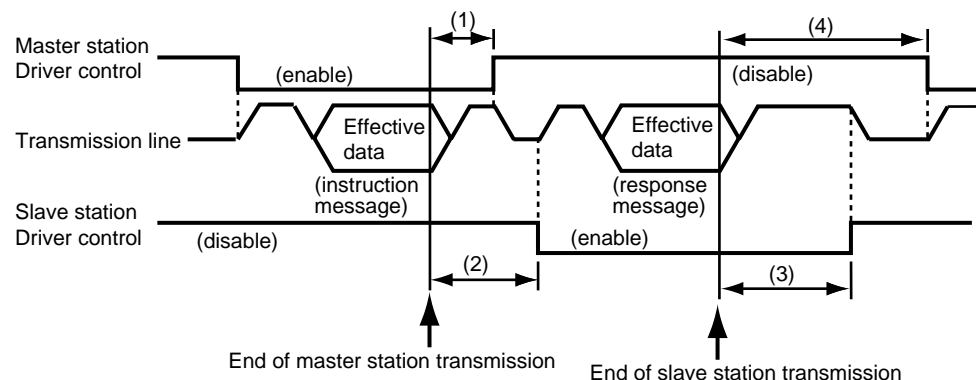 (1)
(4)
Master station
Driver control
(enable)
(disable)
Transmission line
Effective
data
Effective
data
(instruction
message)
(response
message)
Slave station
Driver control
(disable)
(enable)
(2)
(3)
End of master station transmission
End of slave station transmission